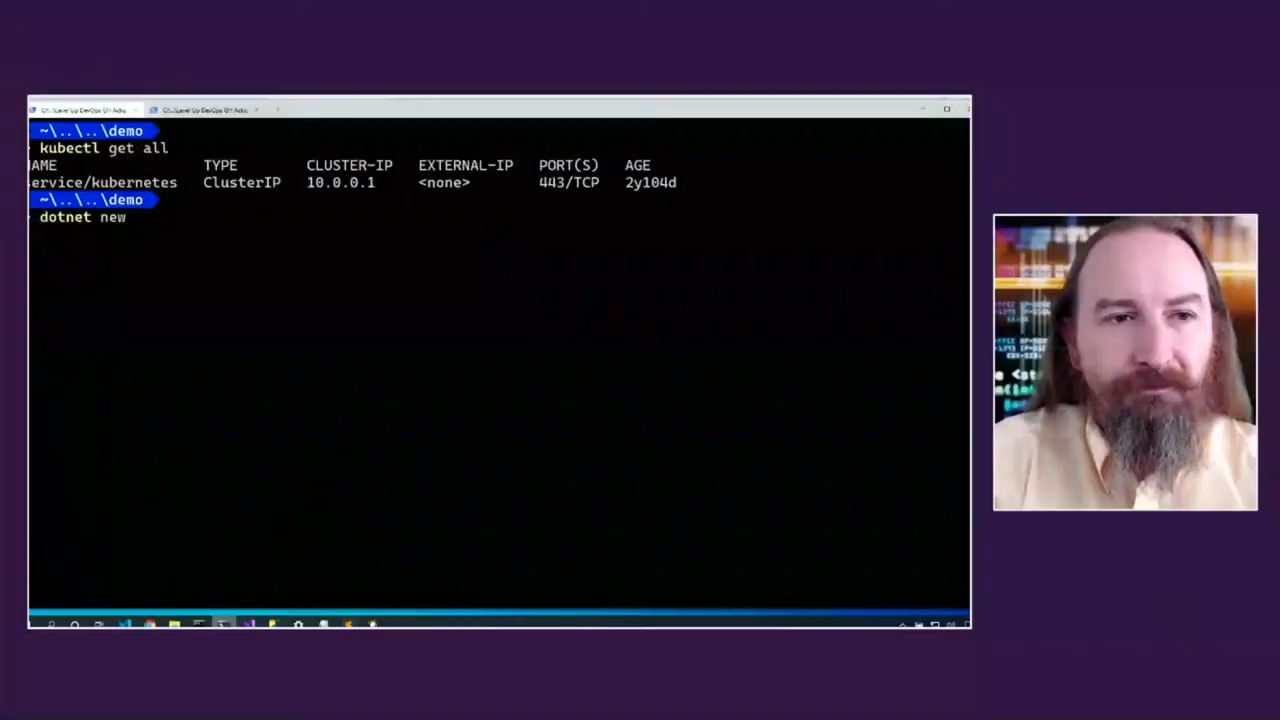 ~\..\..\demo
kubectl get all
AME TYPE CLUSTER-IP EXTERNAL-IP PORT(S) AGE
ervice/kubernetes ClusterIP 10.0.0.1 <none> 443/TCP 2y104d
~\..\..\demo
dotnet new